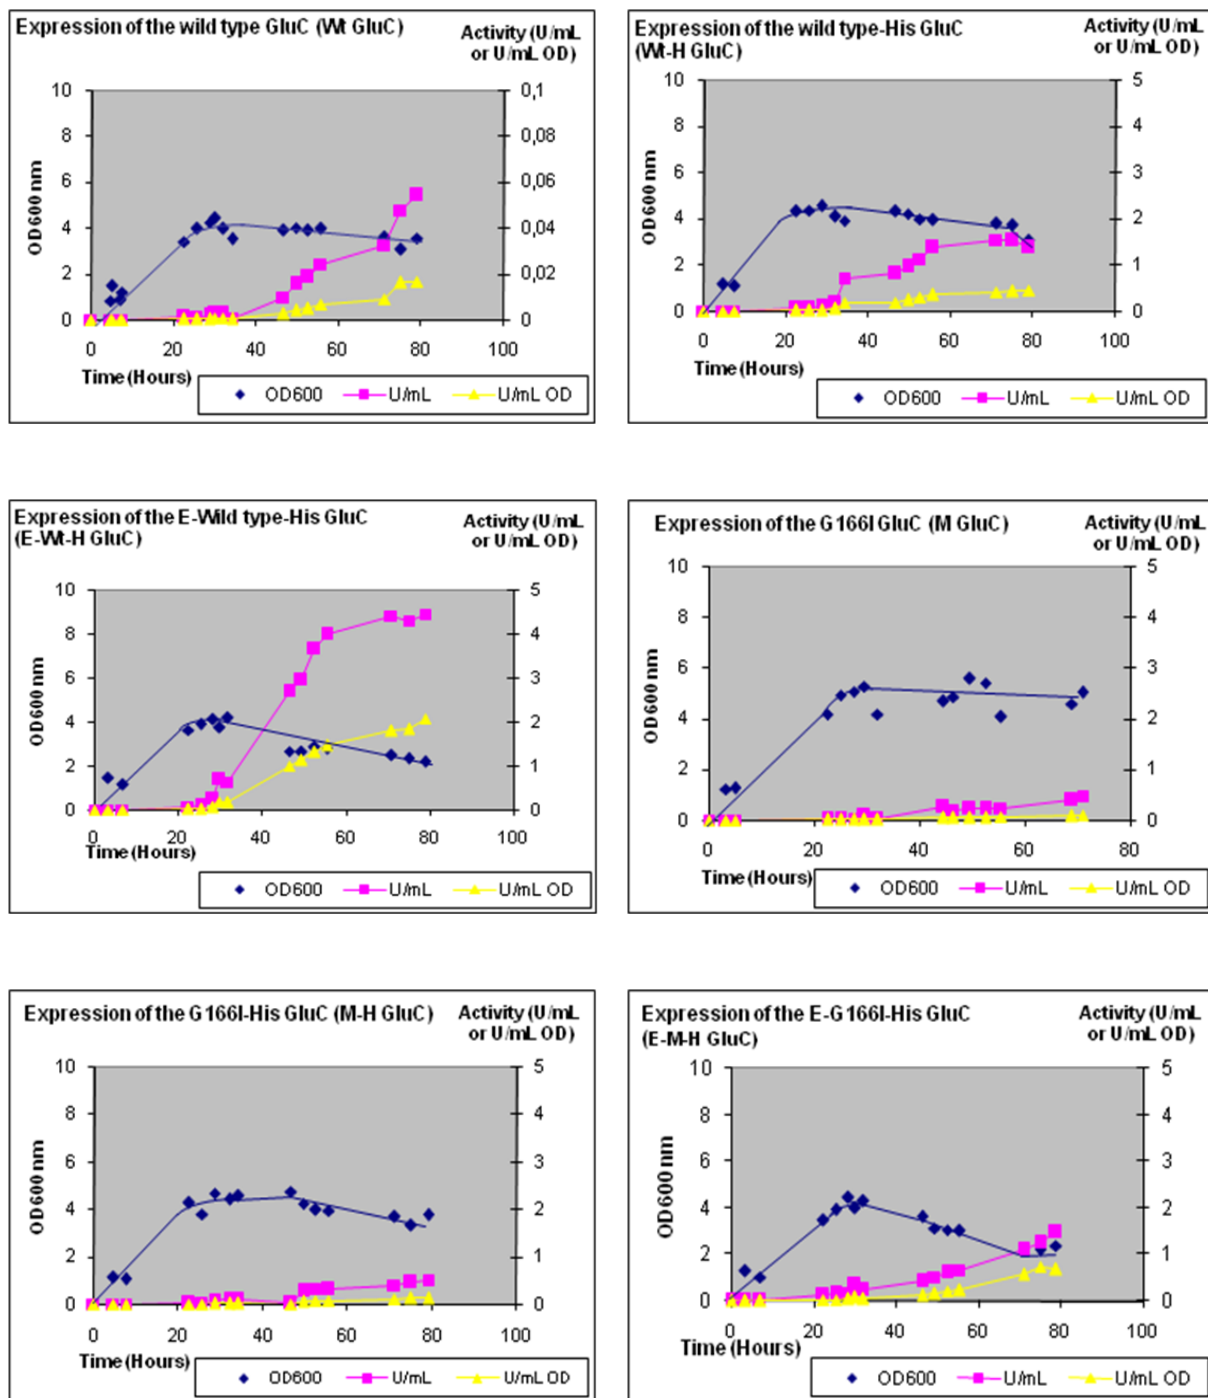 Expression of the wild type GluC (Wt GluC)
Activity (U/mL
or U/mL OD)
10
8
6
4
2
0
OD600 nm
0,1
0,08
0,06
0,04
0,02
0
0 20 40 60 80 100
Time (Hours)
OD600 U/mL U/mL OD
Expression of the wild type-His GluC
(Wt-H GluC)
Activity (U/mL
or U/mL OD)
10
8
6
4
2
0
OD600 nm
5
4
3
2
1
0
0 20 40 60 80 100
Time (Hours)
OD600 U/mL U/mL OD
Expression of the E-Wild type-His GluC
(E-Wt-H GluC)
Activity (U/mL
or U/mL OD)
10
8
6
4
2
0
OD600 nm
5
4
3
2
1
0
0 20 40 60 80 100
Time (Hours)
OD600 U/mL U/mL OD
Expression of the G166I GluC (M GluC)
Activity (U/mL
or U/mL OD)
10
8
6
4
2
0
OD600 nm
5
4
3
2
1
0
0 20 40 60 80
Time (Hours)
OD600 U/mL U/mL OD
Expression of the G166I-His GluC (M-H GluC)
Activity (U/mL
or U/mL OD)
10
8
6
4
2
0
OD600 nm
5
4
3
2
1
0
0 20 40 60 80 100
Time (Hours)
OD600 U/mL U/mL OD
Expression of the E-G166I-His GluC
(E-M-H GluC)
Activity (U/mL
or U/mL OD)
10
8
6
4
2
0
OD600 nm
5
4
3
2
1
0
0 20 40 60 80 100
Time (Hours)
OD600 U/mL U/mL OD